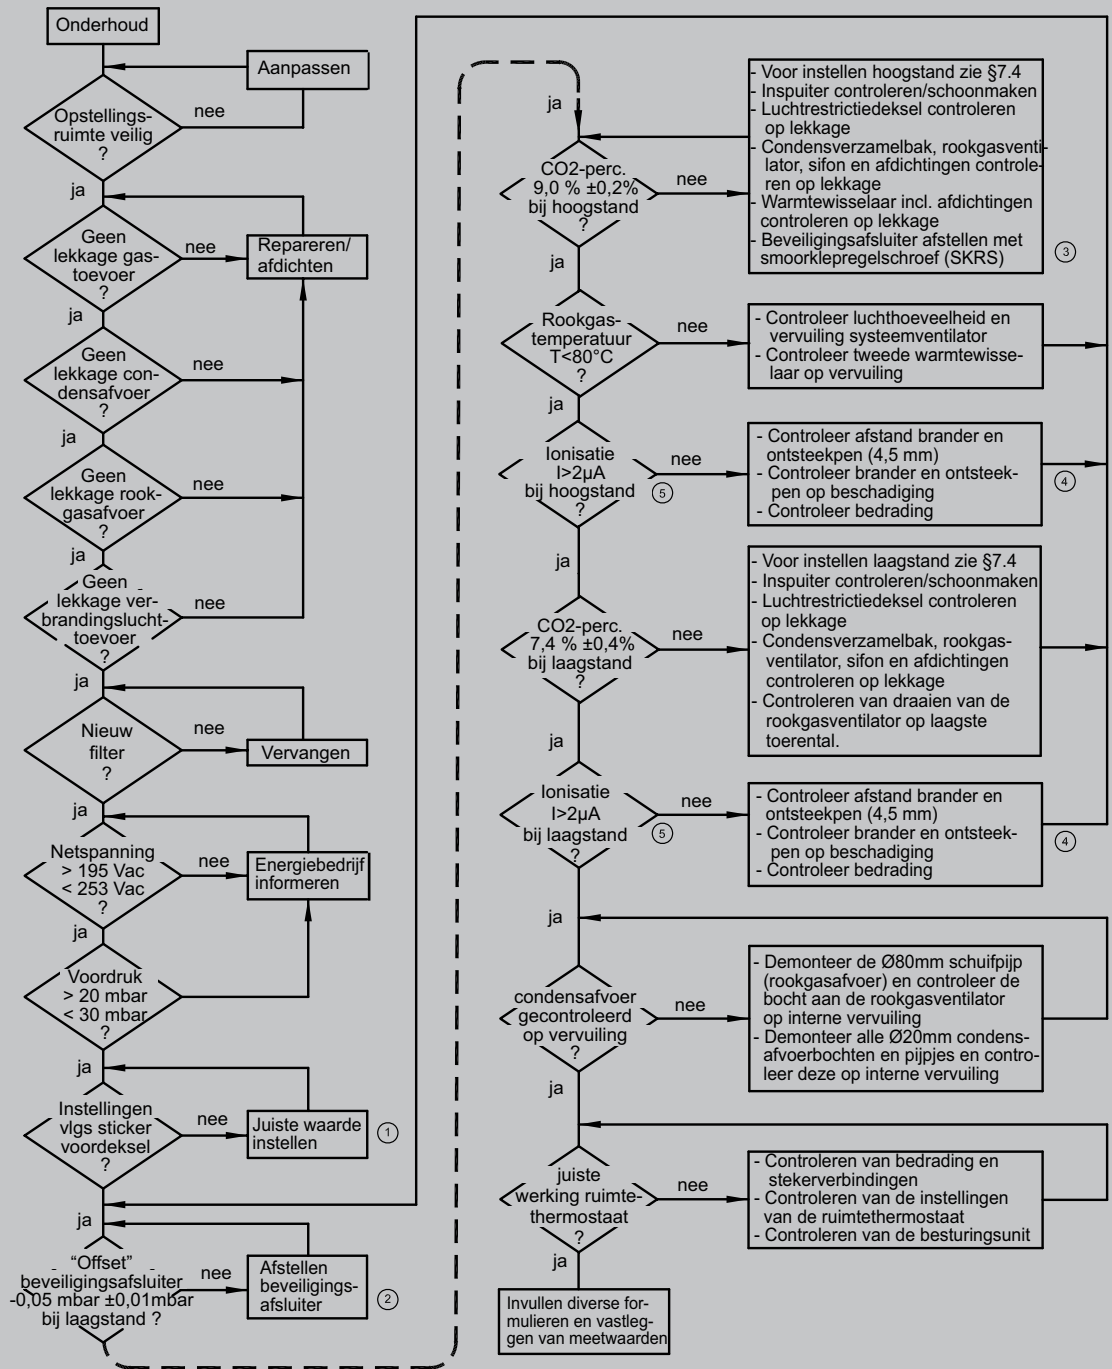 Onderhoud
Aanpassen
Opstellings-
ruimte veilig
?
nee
ja
Geen
lekkage gas-
toevoer
?
nee
Repareren/
afdichten
ja
Geen
lekkage con-
densafvoer
?
nee
ja
Geen
lekkage rook-
gasafvoer
?
nee
ja
Geen
lekkage ver-
brandingslucht-
toevoer
?
nee
ja
Nieuw
filter
?
nee
Vervangen
ja
Netspanning
> 195 Vac
< 253 Vac
?
nee
Energiebedrijf
informeren
ja
Voordruk
> 20 mbar
< 30 mbar
?
ja
Instellingen
vlgs sticker
voordeksel
?
nee
Juiste waarde
instellen
1
ja
“Offset”
beveiligingsafsluiter
-0,05 mbar ±0,01mbar
bij laagstand ?
nee
Afstellen
beveiligings-
afsluiter
2
ja
CO2-perc.
9,0 % ±0,2%
bij hoogstand
?
nee
- Voor instellen hoogstand zie §7.4
- Inspuiter controleren/schoonmaken
- Luchtrestrictiedeksel controleren
op lekkage
- Condensverzamelbak, rookgasventi-
lator, sifon en afdichtingen controle-
ren op lekkage
- Warmtewisselaar incl. afdichtingen
controleren op lekkage
- Beveiligingsafsluiter afstellen met
smoorklepregelschroef (SKRS)
3
ja
Rookgas-
temperatuur
T<80°C
?
nee
- Controleer luchthoeveelheid en
vervuiling systeemventilator
- Controleer tweede warmtewisse-
laar op vervuiling
ja
Ionisatie
I>2µA
bij hoogstand
?
nee
5
- Controleer afstand brander en
ontsteekpen (4,5 mm)
- Controleer brander en ontsteek-
pen op beschadiging
- Controleer bedrading
4
ja
CO2-perc.
7,4 % ±0,4%
bij laagstand
?
nee
- Voor instellen laagstand zie §7.4
- Inspuiter controleren/schoonmaken
- Luchtrestrictiedeksel controleren
op lekkage
- Condensverzamelbak, rookgas-
ventilator, sifon en afdichtingen
controleren op lekkage
- Controleren van draaien van de
rookgasventilator op laagste
toerental.
ja
Ionisatie
I>2µA
bij laagstand
?
nee
5
- Controleer afstand brander en
ontsteekpen (4,5 mm)
- Controleer brander en ontsteek-
pen op beschadiging
- Controleer bedrading
4
ja
condensafvoer
gecontroleerd
op vervuiling
?
nee
- Demonteer de Ø80mm schuifpijp
(rookgasafvoer) en controleer de
bocht aan de rookgasventilator
op interne vervuiling
- Demonteer alle Ø20mm condens-
afvoerbochten en pijpjes en contro-
leer deze op interne vervuiling
ja
juiste
werking ruimte-
thermostaat
?
nee
- Controleren van bedrading en
stekerverbindingen
- Controleren van de instellingen
van de ruimtethermostaat
- Controleren van de besturingsunit
ja
Invullen diverse for-
mulieren en vastleg-
gen van meetwaarden